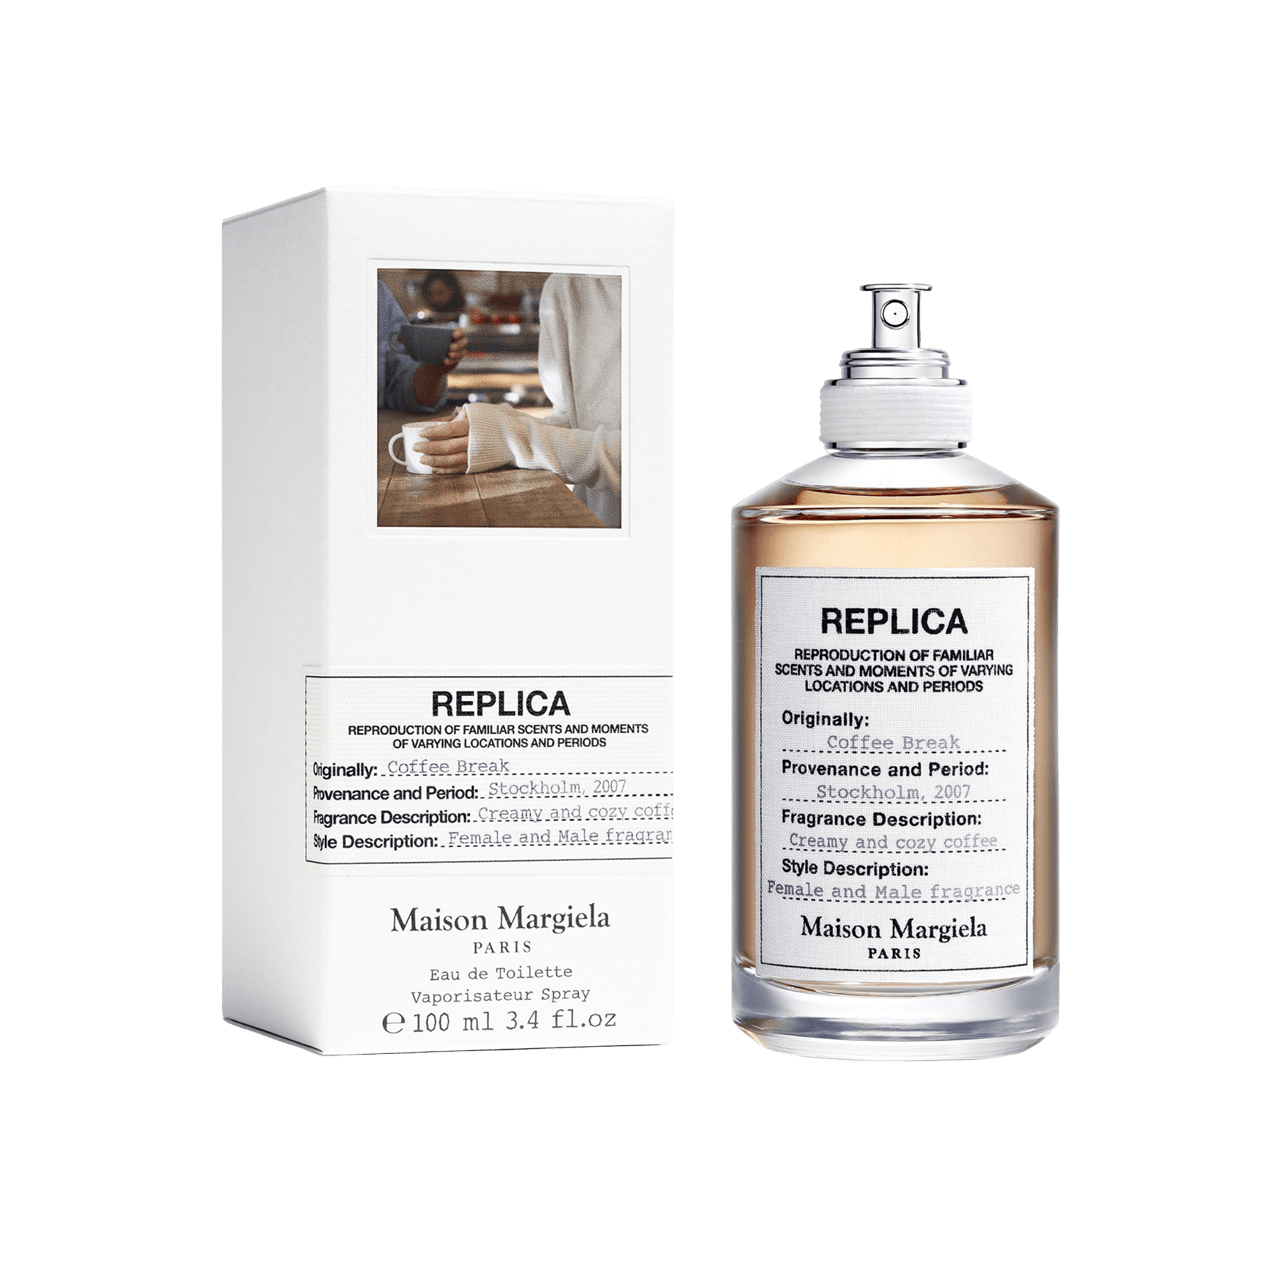 REPLICA
REPRODUCTION OF FAMILIAR SCENTS AND MOMENTS
OF VARYING LOCATIONS AND PERIODS
Originally: Coffee Break
Provenance and Period: Stockholm, 2007
Fragrance Description: Creamy and cozy coff
Style Description: Female and Male fragran
Maison Margiela
PARIS
Eau de Toilette
Vaporisateur Spray
℮ 100 ml 3.4 fl.oz
REPLICA
REPRODUCTION OF FAMILIAR
SCENTS AND MOMENTS OF VARYING
LOCATIONS AND PERIODS
Originally:
Coffee Break
Provenance and Period:
Stockholm, 2007
Fragrance Description:
Creamy and cozy coffee
Style Description:
Female and Male fragrance
Maison Margiela
PARIS